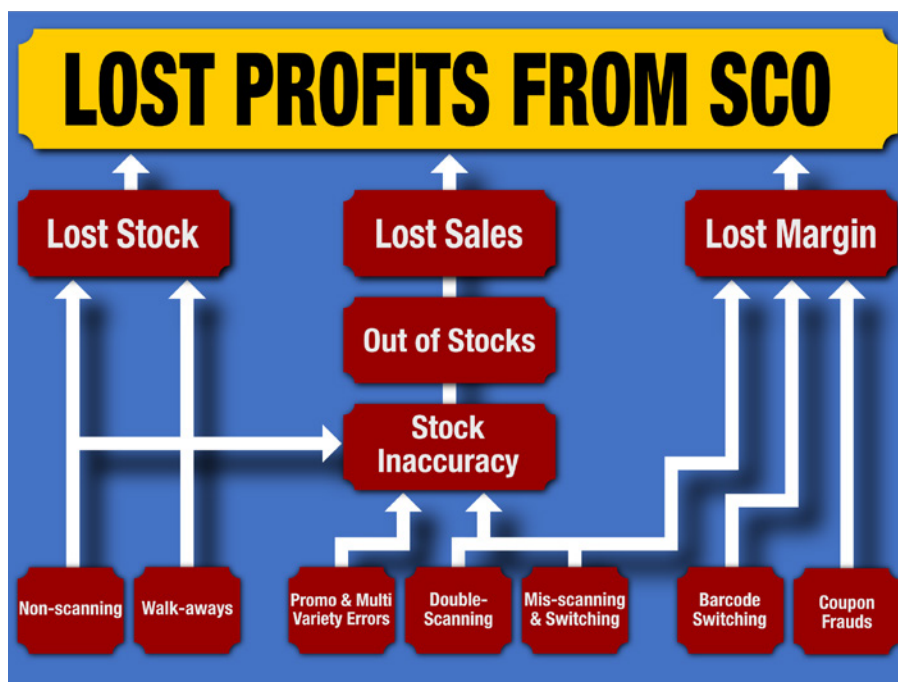 LOST PROFITS FROM SCO
Lost Stock
Lost Sales
Lost Margin
Out of Stocks
Stock
Inaccuracy
Non-scanning
Walk-aways
Promo & Multi
Variety Errors
Double-
Scanning
Mis-scanning
& Switching
Barcode
Switching
Coupon
Frauds